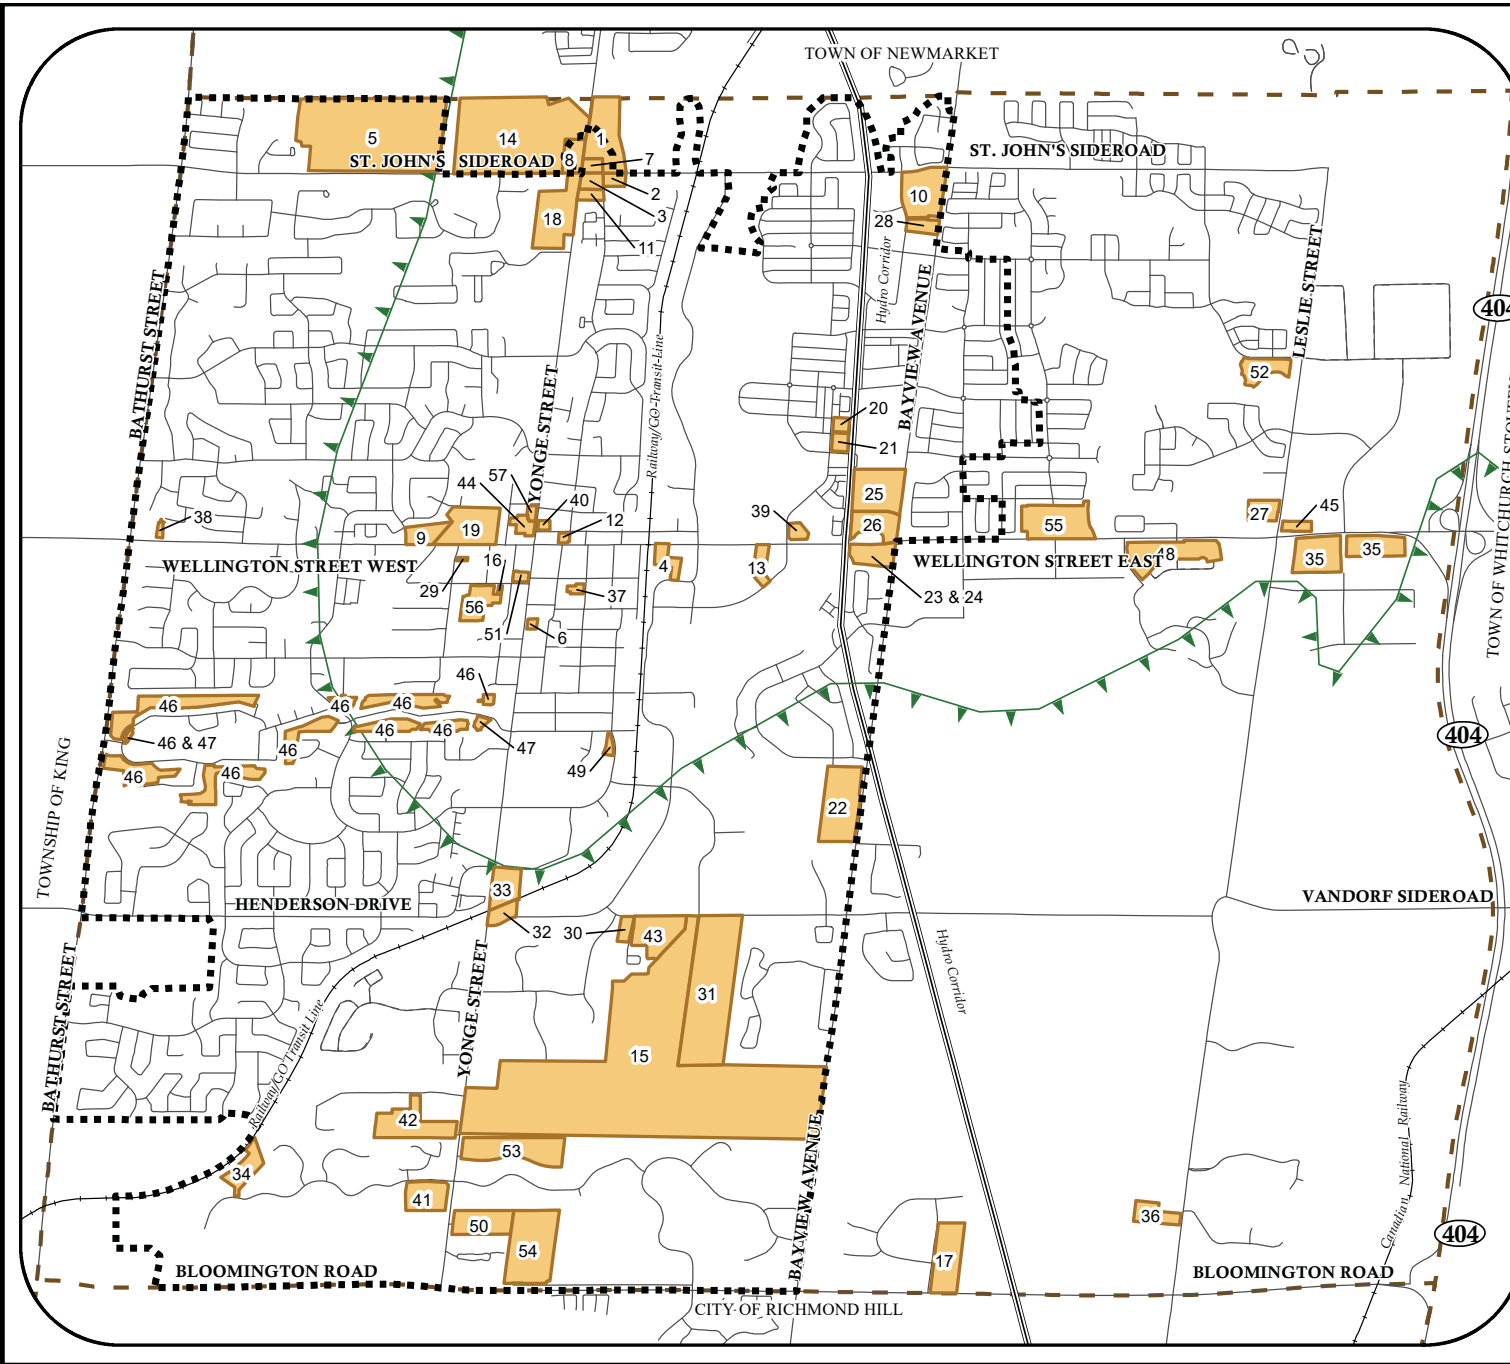 TOWN OF NEWMARKET
5
14
1
ST. JOHN'S SIDEROAD
8
7
ST. JOHN'S SIDEROAD
2
10
3
18
28
11
Hydro Corridor
BATHURST STREET
BAYVIEW AVENUE
LESLIE STREET
404
YONGE STREET
Railway/GO Transit Line
52
20
21
TOWN OF WHITCHURCH-STOUFFVILLE
57
44
40
25
38
19
12
39
26
27
45
9
55
48
WELLINGTON STREET WEST
16
4
13
WELLINGTON STREET EAST
35
35
29
56
37
23 & 24
51
6
46
46
46
46
46 & 47
46
46
46
47
46
46
49
404
TOWNSHIP OF KING
22
33
HENDERSON DRIVE
VANDORF SIDEROAD
32
30
43
Hydro Corridor
BATHURST STREET
YONGE STREET
31
Railway/GO Transit Line
15
42
53
BAYVIEW AVENUE
Canadian National Railway
34
41
36
50
54
17
404
BLOOMINGTON ROAD
BLOOMINGTON ROAD
CITY OF RICHMOND HILL